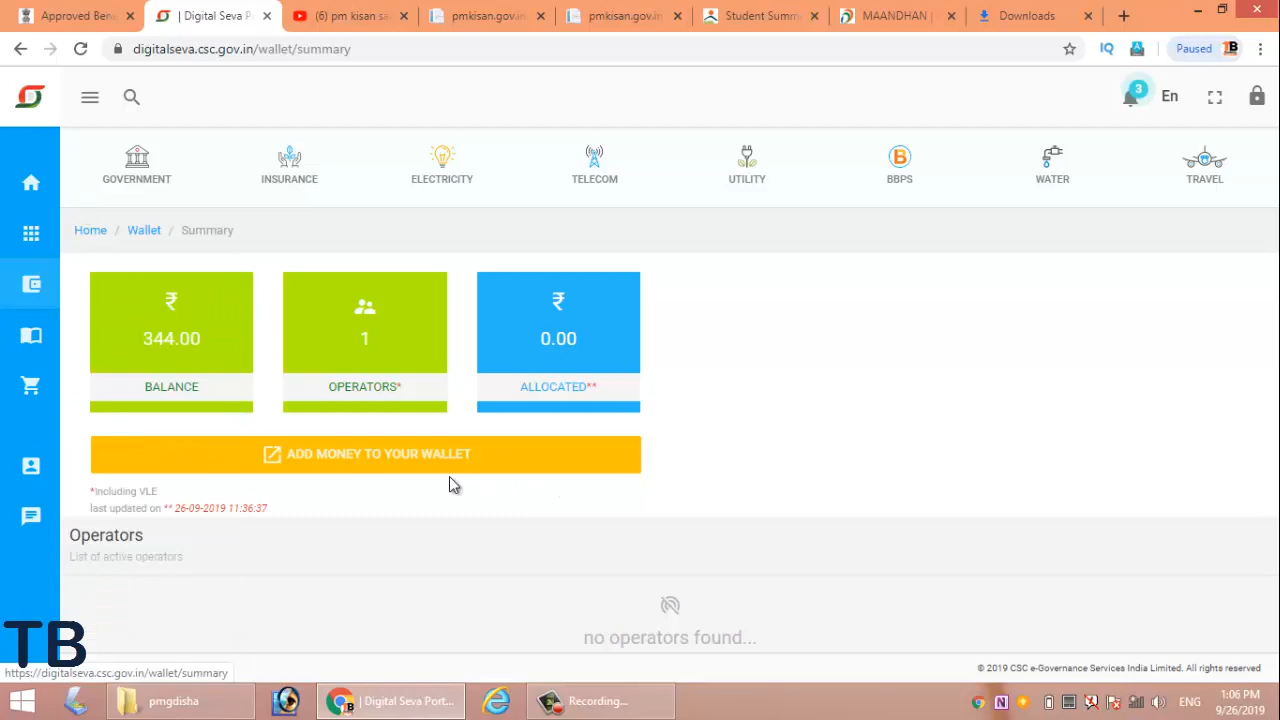 Approved Ben
| Digital Seva P
(6) pm kisan sa
pmkisan.gov.in
pmkisan.gov.in
Student Summ
MAANDHAN |
Downloads
digitalseva.csc.gov.in/wallet/summary
IQ
Paused
TB
3
En
GOVERNMENT
INSURANCE
ELECTRICITY
TELECOM
UTILITY
BBPS
WATER
TRAVEL
Home / Wallet / Summary
₹
344.00
BALANCE
1
OPERATORS*
₹
0.00
ALLOCATED**
ADD MONEY TO YOUR WALLET
*Including VLE
last updated on ** 26-09-2019 11:36:37
Operators
List of active operators
no operators found...
TB
https://digitalseva.csc.gov.in/wallet/summary
© 2019 CSC e-Governance Services India Limited. All rights reserved
pmgdisha
| Digital Seva Port...
Recording...
ENG
1:06 PM
9/26/2019